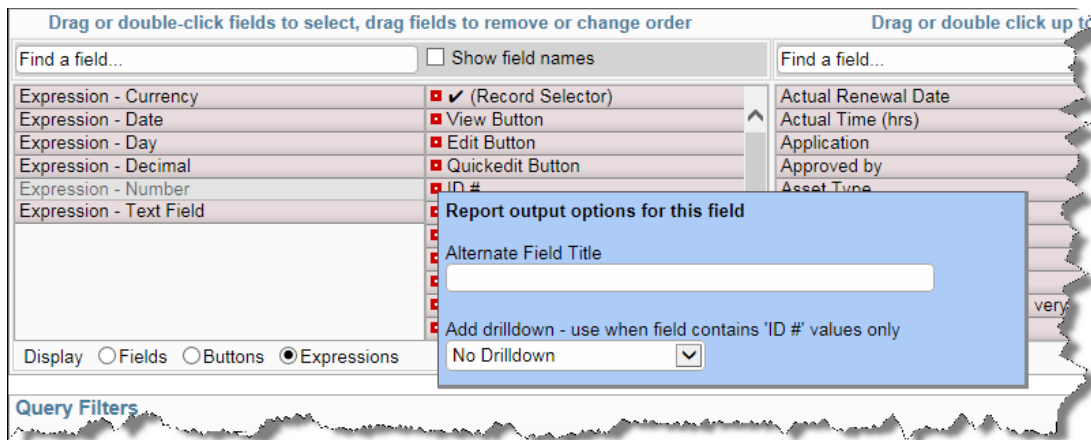 Drag or double-click fields to select, drag fields to remove or change order
Drag or double click up to
Find a field...
Show field names
Find a field...
Expression - Currency
Expression - Date
Expression - Day
Expression - Decimal
Expression - Number
Expression - Text Field
✔ (Record Selector)
View Button
Edit Button
Quickedit Button
ID #
Actual Renewal Date
Actual Time (hrs)
Application
Approved by
Asset Type
Report output options for this field
Alternate Field Title
very
Add drilldown - use when field contains 'ID #' values only
No Drilldown
Display Fields Buttons Expressions
Query Filters